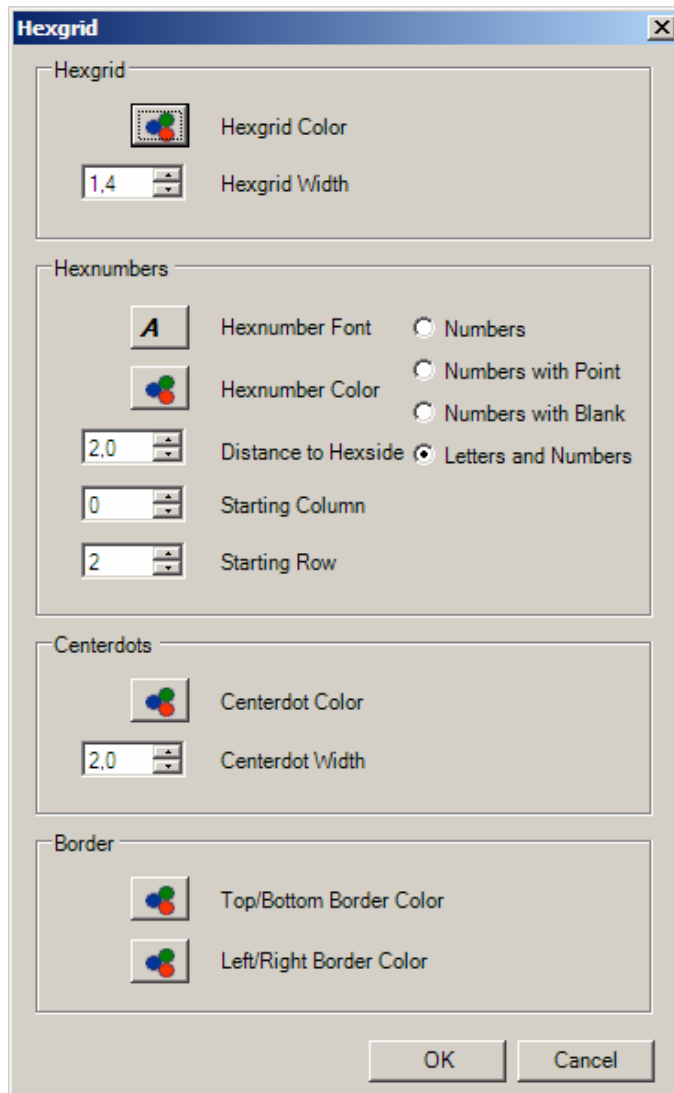 Hexgrid
Hexgrid
Hexgrid Color
1,4 Hexgrid Width
Hexnumbers
A Hexnumber Font Numbers
Hexnumber Color Numbers with Point
Numbers with Blank
2,0 Distance to Hexside Letters and Numbers
0 Starting Column
2 Starting Row
Centerdots
Centerdot Color
2,0 Centerdot Width
Border
Top/Bottom Border Color
Left/Right Border Color
OK Cancel